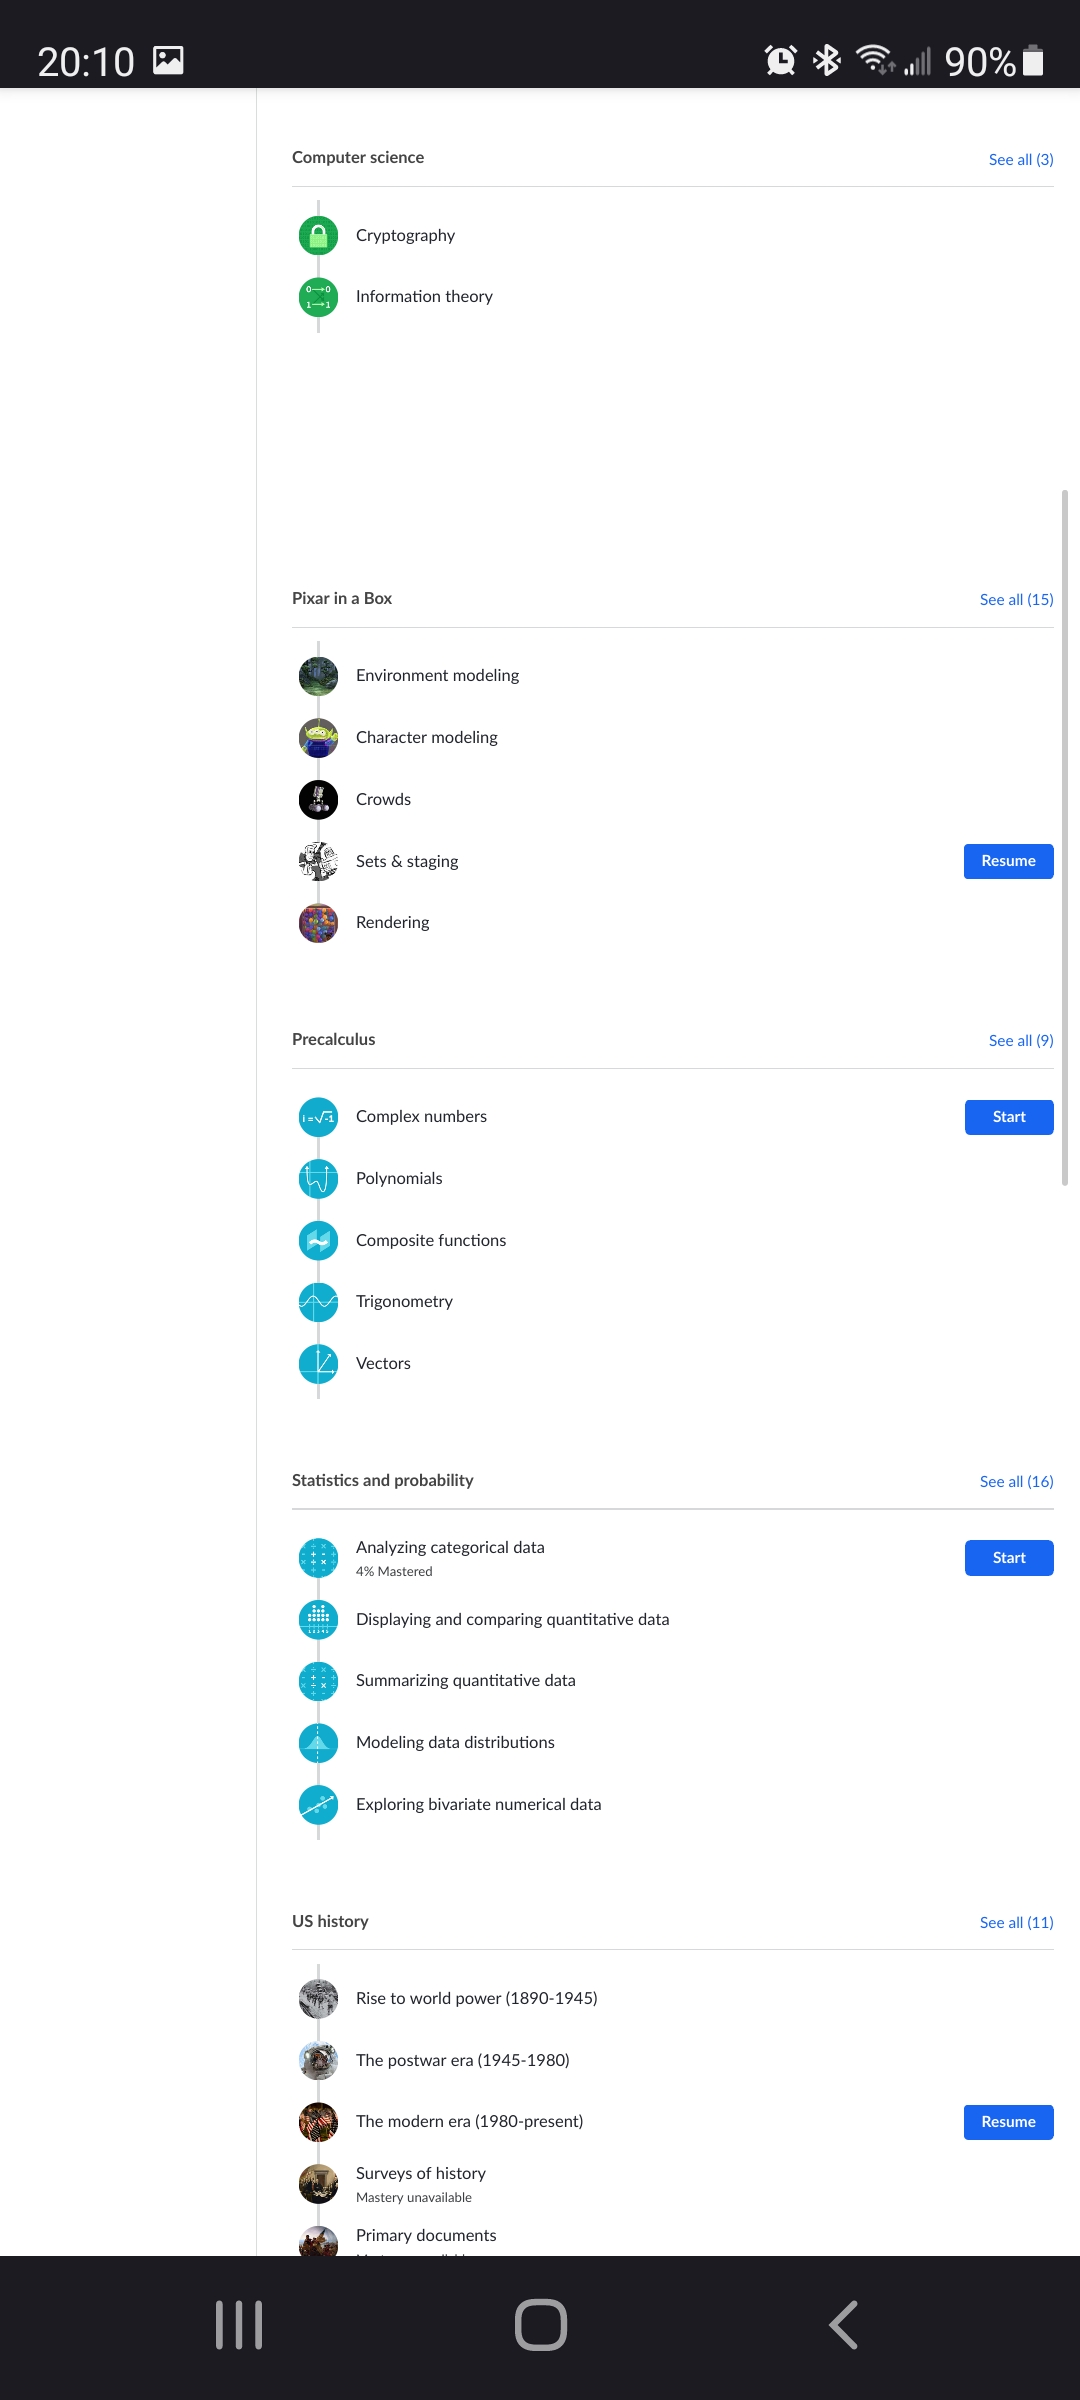 20:10
90%
Computer science
See all (3)
Cryptography
Information theory
Pixar in a Box
See all (15)
Environment modeling
Character modeling
Crowds
Sets & staging
Resume
Rendering
Precalculus
See all (9)
i=√-1
Complex numbers
Start
Polynomials
Composite functions
Trigonometry
Vectors
Statistics and probability
See all (16)
Analyzing categorical data
4% Mastered
Start
Displaying and comparing quantitative data
Summarizing quantitative data
Modeling data distributions
Exploring bivariate numerical data
US history
See all (11)
Rise to world power (1890-1945)
The postwar era (1945-1980)
The modern era (1980-present)
Resume
Surveys of history
Mastery unavailable
Primary documents